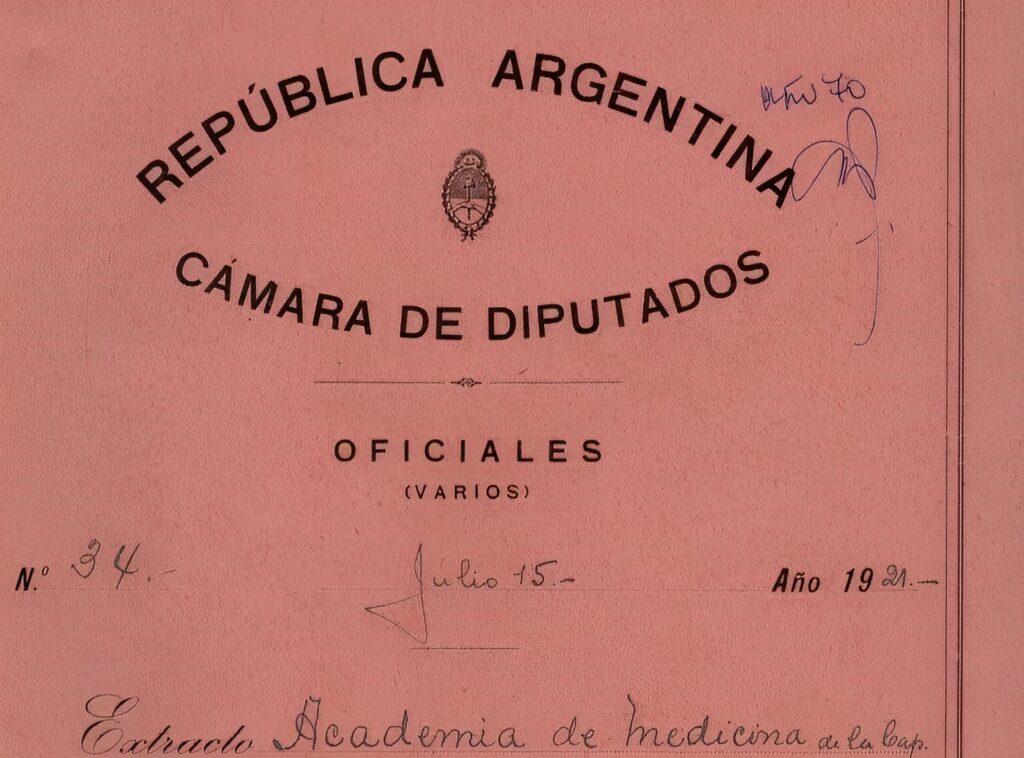 REPÚBLICA ARGENTINA
70
CÁMARA DE DIPUTADOS
OFICIALES
(VARIOS)
N.º 34.- Julio 15.- Año 1921.-
Extracto Academia de Medicina de la Cap.